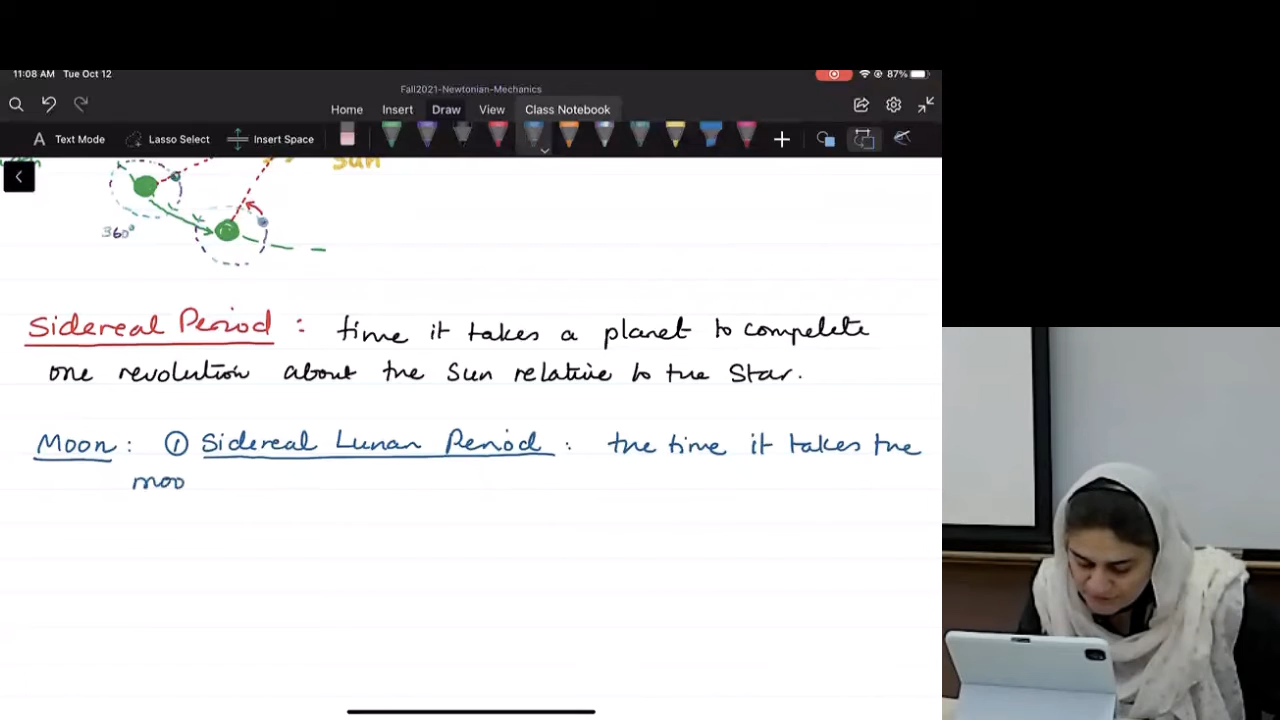 11:08 AM Tue Oct 12
87%
Fall2021-Newtonian-Mechanics
Home Insert Draw View Class Notebook
Text Mode Lasso Select Insert Space
Sun
360°
Sidereal Period : time it takes a planet to compelete
one revolution about the Sun relative to the Star.
Moon : ① Sidereal Lunar Period : the time it takes the
moo